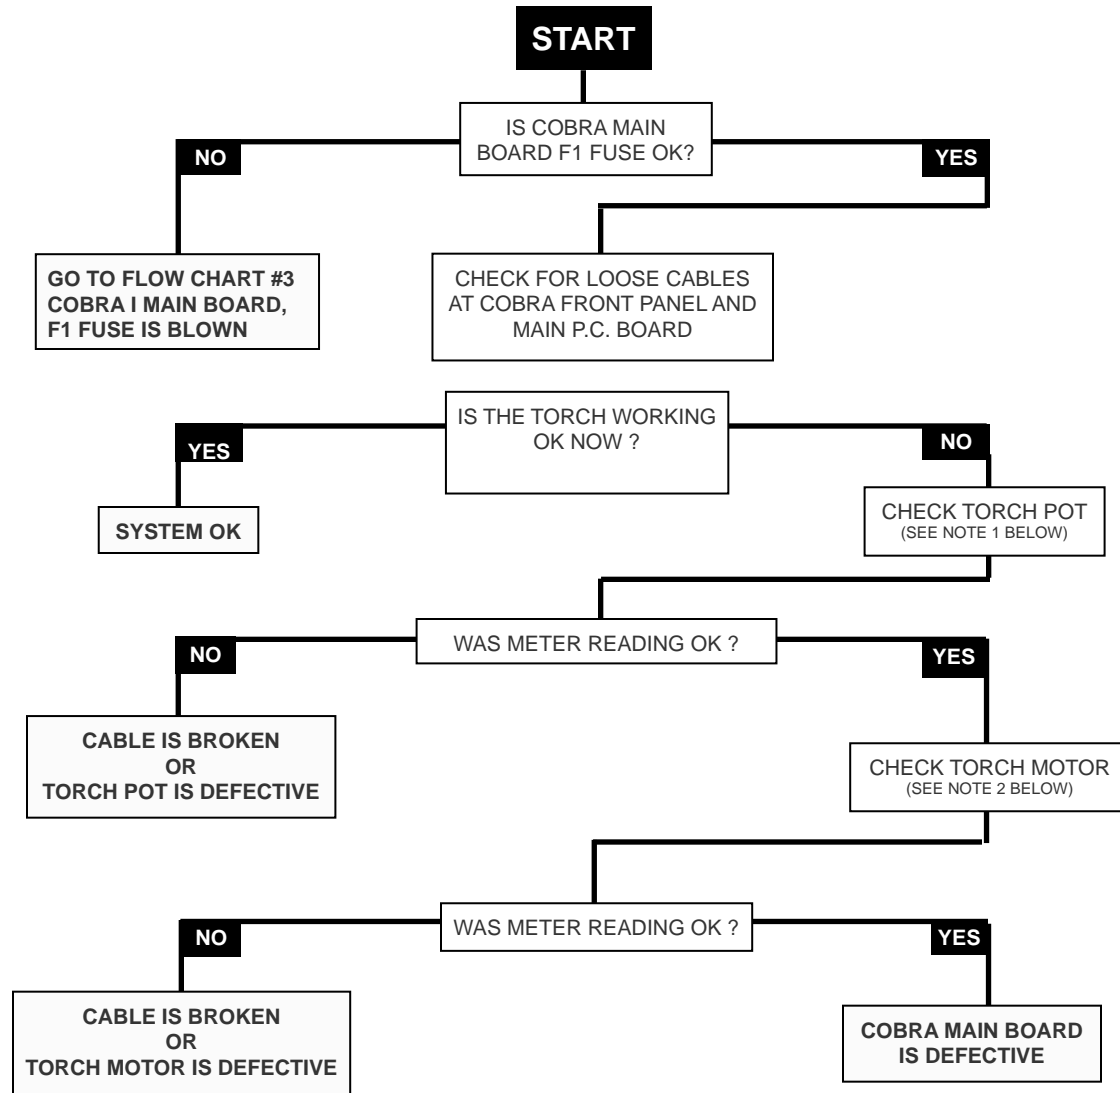 START
IS COBRA MAIN
BOARD F1 FUSE OK?
NO
YES
GO TO FLOW CHART #3
COBRA I MAIN BOARD,
F1 FUSE IS BLOWN
CHECK FOR LOOSE CABLES
AT COBRA FRONT PANEL AND
MAIN P.C. BOARD
IS THE TORCH WORKING
OK NOW ?
YES
NO
SYSTEM OK
CHECK TORCH POT
(SEE NOTE 1 BELOW)
WAS METER READING OK ?
NO
YES
CABLE IS BROKEN
OR
TORCH POT IS DEFECTIVE
CHECK TORCH MOTOR
(SEE NOTE 2 BELOW)
WAS METER READING OK ?
NO
YES
CABLE IS BROKEN
OR
TORCH MOTOR IS DEFECTIVE
COBRA MAIN BOARD
IS DEFECTIVE